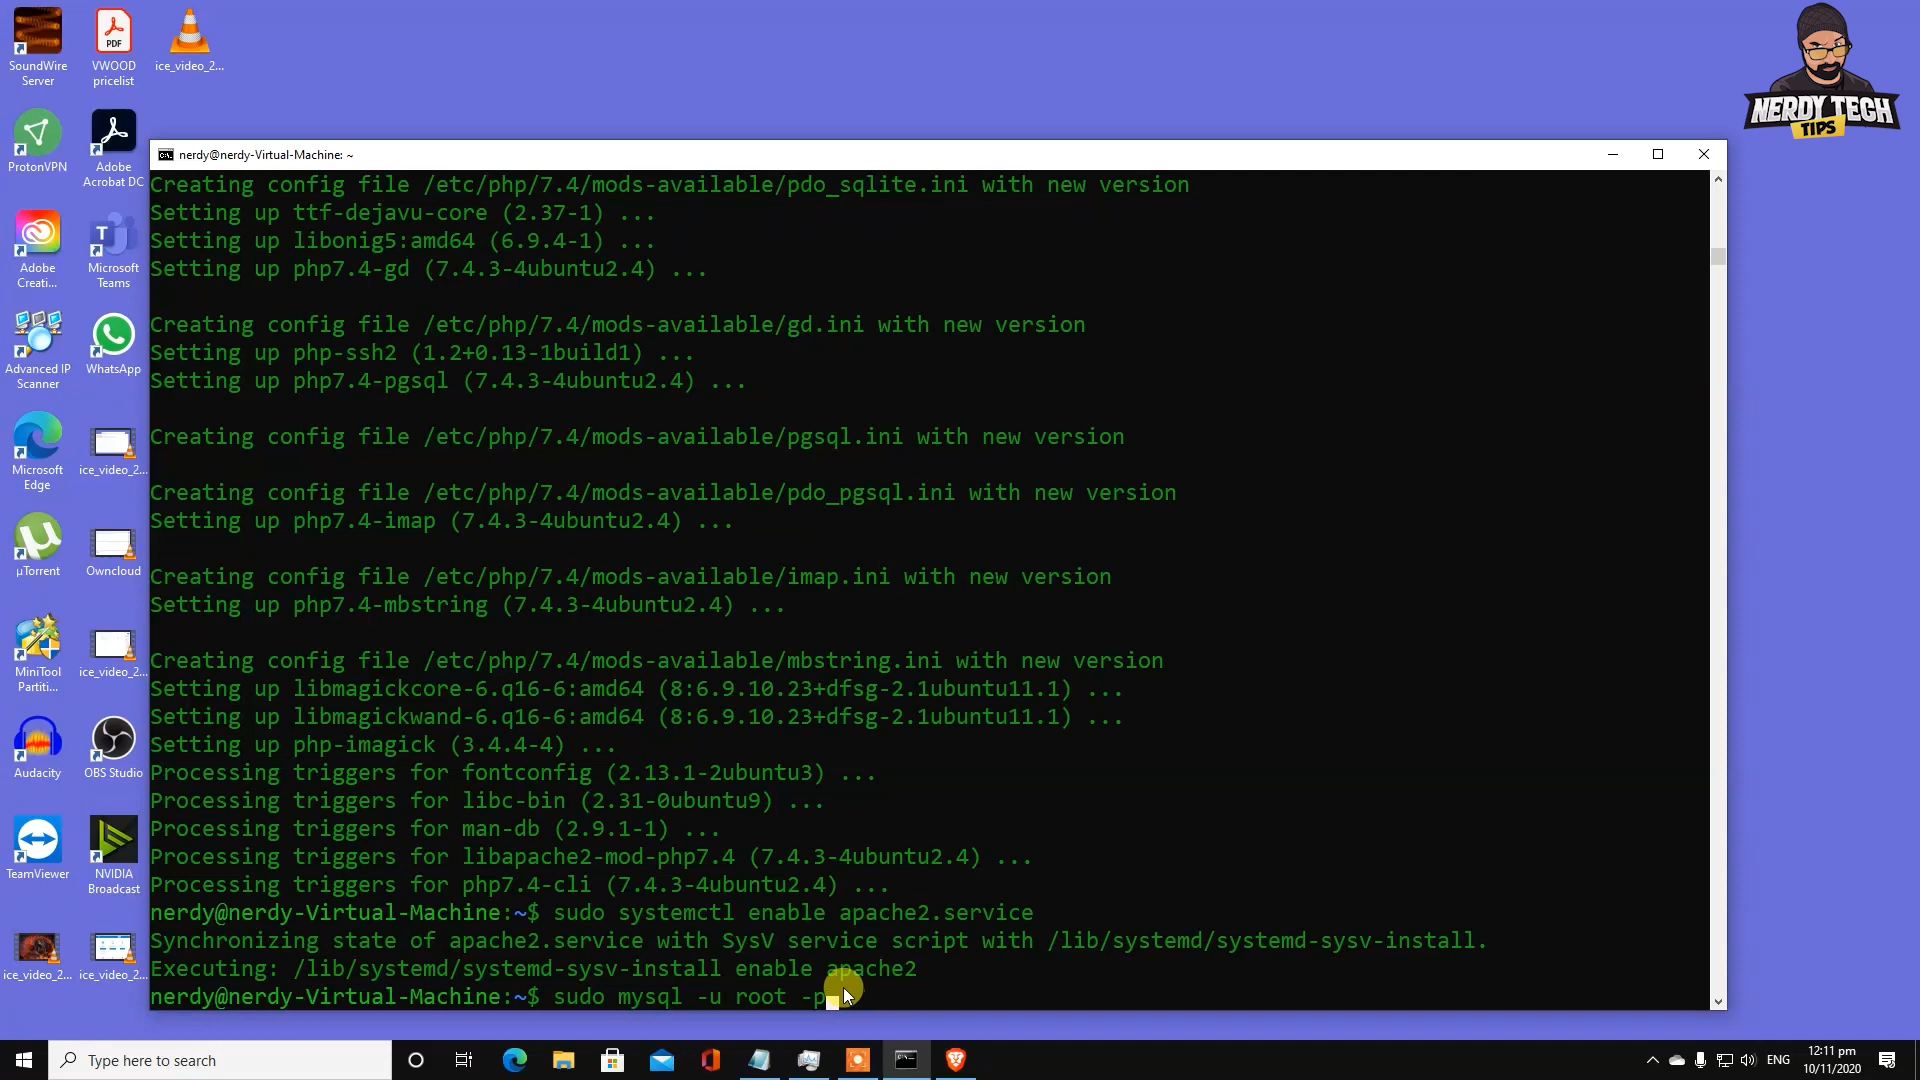 SoundWire
Server
PDF
VWOOD
pricelist
ice_video_2...
NERDY TECH
TIPS
ProtonVPN
Adobe
Acrobat DC
Adobe
Creati...
Microsoft
Teams
Advanced IP
Scanner
WhatsApp
Microsoft
Edge
ice_video_2...
µTorrent
Owncloud
MiniTool
Partiti...
ice_video_2...
Audacity
OBS Studio
TeamViewer
NVIDIA
Broadcast
ice_video_2...
ice_video_2...
nerdy@nerdy-Virtual-Machine: ~
Creating config file /etc/php/7.4/mods-available/pdo_sqlite.ini with new version
Setting up ttf-dejavu-core (2.37-1) ...
Setting up libonig5:amd64 (6.9.4-1) ...
Setting up php7.4-gd (7.4.3-4ubuntu2.4) ...
Creating config file /etc/php/7.4/mods-available/gd.ini with new version
Setting up php-ssh2 (1.2+0.13-1build1) ...
Setting up php7.4-pgsql (7.4.3-4ubuntu2.4) ...
Creating config file /etc/php/7.4/mods-available/pgsql.ini with new version
Creating config file /etc/php/7.4/mods-available/pdo_pgsql.ini with new version
Setting up php7.4-imap (7.4.3-4ubuntu2.4) ...
Creating config file /etc/php/7.4/mods-available/imap.ini with new version
Setting up php7.4-mbstring (7.4.3-4ubuntu2.4) ...
Creating config file /etc/php/7.4/mods-available/mbstring.ini with new version
Setting up libmagickcore-6.q16-6:amd64 (8:6.9.10.23+dfsg-2.1ubuntu11.1) ...
Setting up libmagickwand-6.q16-6:amd64 (8:6.9.10.23+dfsg-2.1ubuntu11.1) ...
Setting up php-imagick (3.4.4-4) ...
Processing triggers for fontconfig (2.13.1-2ubuntu3) ...
Processing triggers for libc-bin (2.31-0ubuntu9) ...
Processing triggers for man-db (2.9.1-1) ...
Processing triggers for libapache2-mod-php7.4 (7.4.3-4ubuntu2.4) ...
Processing triggers for php7.4-cli (7.4.3-4ubuntu2.4) ...
nerdy@nerdy-Virtual-Machine:~$ sudo systemctl enable apache2.service
Synchronizing state of apache2.service with SysV service script with /lib/systemd/systemd-sysv-install.
Executing: /lib/systemd/systemd-sysv-install enable apache2
nerdy@nerdy-Virtual-Machine:~$ sudo mysql -u root -p
Type here to search
ENG
12:11 pm
10/11/2020